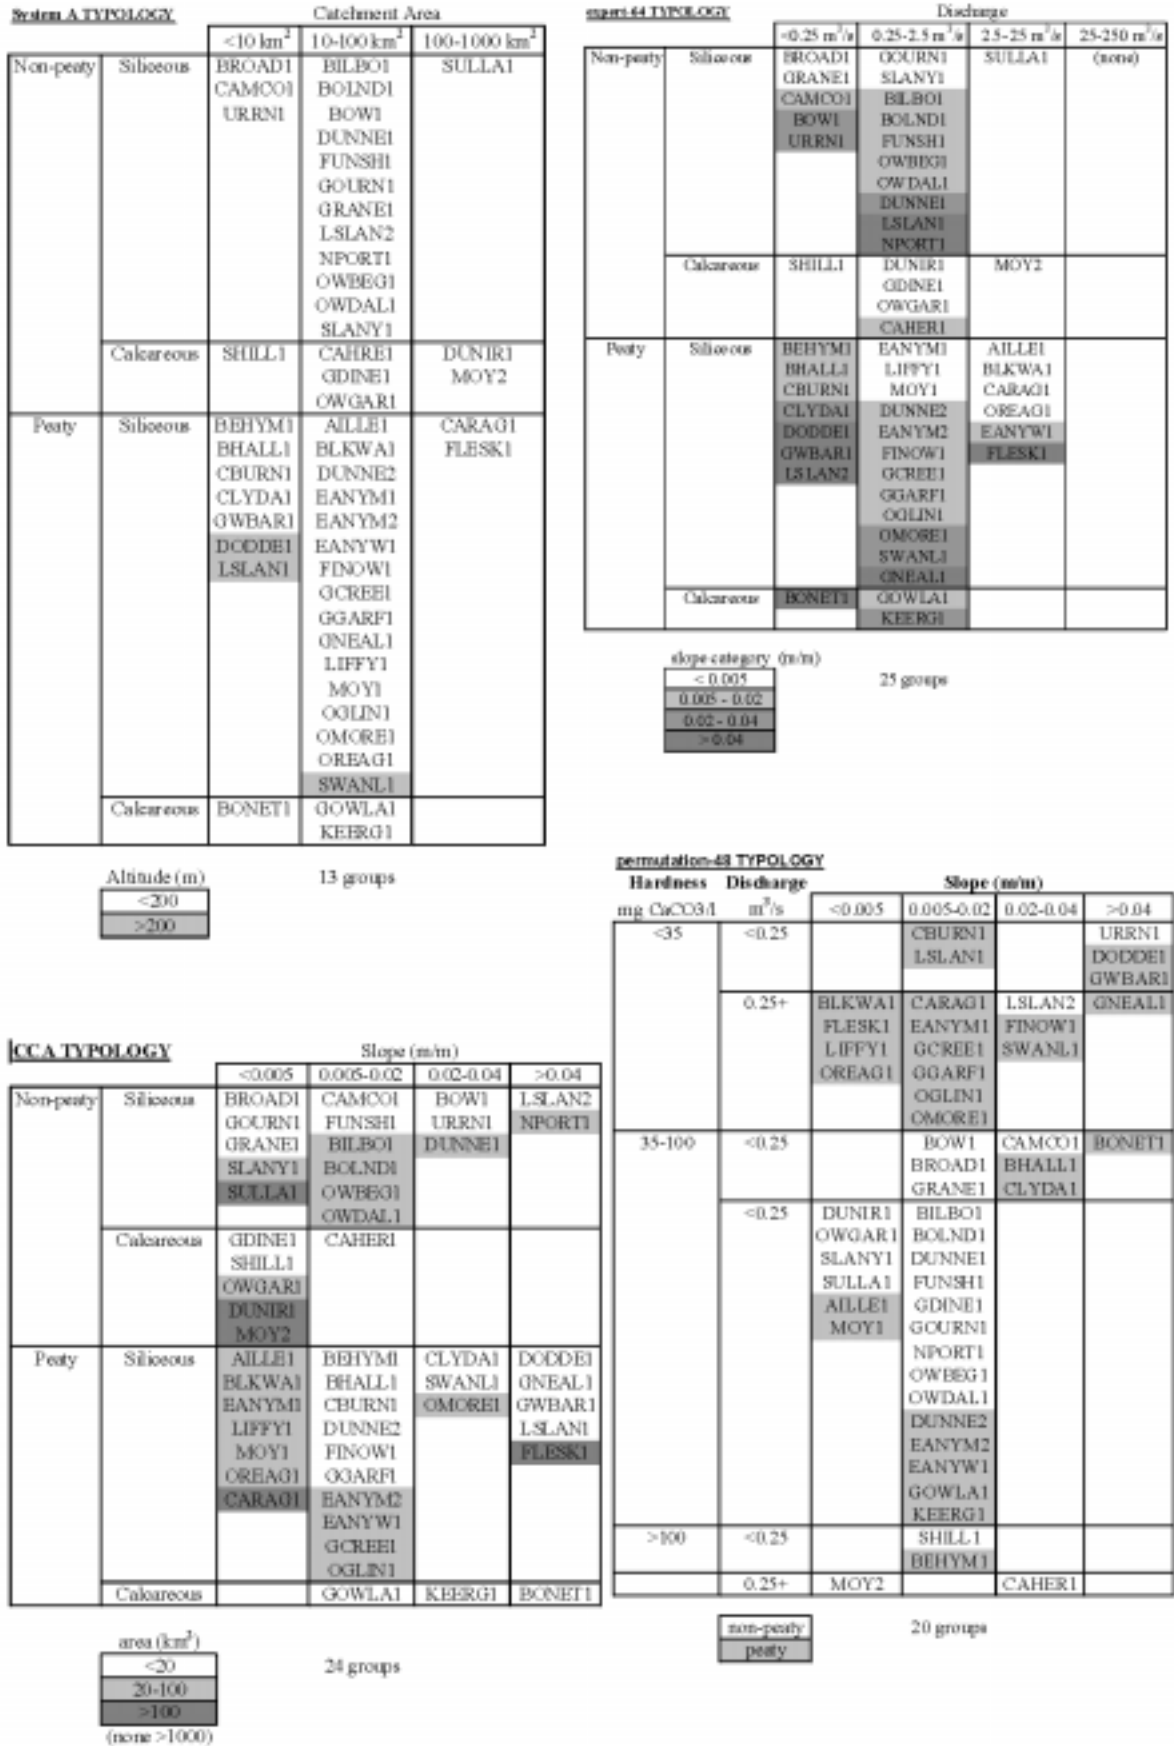 System A TYPOLOGY Catchment Area
<10 km² 10-100 km² 100-1000 km²
Non-peaty Siliceous BROAD1 BILBO1 SULLA1
CAMCO1 BOLND1
URRN1 BOW1
DUNNE1
FUNSH1
GOURN1
GRANE1
LSLAN2
NPORT1
OWBEG1
OWDAL1
SLANY1
Calcareous SHILL1 CAHRE1 DUNIR1
GDINE1 MOY2
OWGAR1
Peaty Siliceous BEHYM1 AILLE1 CARAG1
BHALL1 BLKWA1 FLESK1
CBURN1 DUNNE2
CLYDA1 EANYM1
GWBAR1 EANYM2
DODDE1 EANYW1
LSLAN1 FINOW1
GCREE1
GGARF1
GNEAL1
LIFFY1
MOY1
OGLIN1
OMORE1
OREAG1
SWANL1
Calcareous BONET1 GOWLA1
KEERG1
Altitude (m) 13 groups
<200
>200
expert-64 TYPOLOGY Discharge
<0.25 m³/s 0.25-2.5 m³/s 2.5-25 m³/s 25-250 m³/s
Non-peaty Siliceous BROAD1 GOURN1 SULLA1 (none)
GRANE1 SLANY1
CAMCO1 BILBO1
BOW1 BOLND1
URRN1 FUNSH1
OWBEG1
OWDAL1
DUNNE1
LSLAN1
NPORT1
Calcareous SHILL1 DUNIR1 MOY2
GDINE1
OWGAR1
CAHER1
Peaty Siliceous BEHYM1 EANYM1 AILLE1
BHALL1 LIFFY1 BLKWA1
CBURN1 MOY1 CARAG1
CLYDA1 DUNNE2 OREAG1
DODDE1 EANYM2 EANYW1
GWBAR1 FINOW1 FLESK1
LSLAN2 GCREE1
GGARF1
OGLIN1
OMORE1
SWANL1
GNEAL1
Calcareous BONET1 GOWLA1
KEERG1
slope category (m/m) 25 groups
< 0.005
0.005 - 0.02
0.02 - 0.04
> 0.04
CCA TYPOLOGY Slope (m/m)
<0.005 0.005-0.02 0.02-0.04 >0.04
Non-peaty Siliceous BROAD1 CAMCO1 BOW1 LSLAN2
GOURN1 FUNSH1 URRN1 NPORT1
GRANE1 BILBO1 DUNNE1
SLANY1 BOLND1
SULLA1 OWBEG1
OWDAL1
Calcareous GDINE1 CAHER1
SHILL1
OWGAR1
DUNIR1
MOY2
Peaty Siliceous AILLE1 BEHYM1 CLYDA1 DODDE1
BLKWA1 BHALL1 SWANL1 GNEAL1
EANYM1 CBURN1 OMORE1 GWBAR1
LIFFY1 DUNNE2 LSLAN1
MOY1 FINOW1 FLESK1
OREAG1 GGARF1
CARAG1 EANYM2
EANYW1
GCREE1
OGLIN1
Calcareous GOWLA1 KEERG1 BONET1
area (km²) 24 groups
<20
20-100
>100
(none >1000)
permutation-48 TYPOLOGY
Hardness Discharge Slope (m/m)
mg CaCO3/l m³/s <0.005 0.005-0.02 0.02-0.04 >0.04
<35 <0.25 CBURN1 URRN1
LSLAN1 DODDE1
GWBAR1
0.25+ BLKWA1 CARAG1 LSLAN2 GNEAL1
FLESK1 EANYM1 FINOW1
LIFFY1 GCREE1 SWANL1
OREAG1 GGARF1
OGLIN1
OMORE1
35-100 <0.25 BOW1 CAMCO1 BONET1
BROAD1 BHALL1
GRANE1 CLYDA1
<0.25 DUNIR1 BILBO1
OWGAR1 BOLND1
SLANY1 DUNNE1
SULLA1 FUNSH1
AILLE1 GDINE1
MOY1 GOURN1
NPORT1
OWBEG1
OWDAL1
DUNNE2
EANYM2
EANYW1
GOWLA1
KEERG1
>100 <0.25 SHILL1
BEHYM1
0.25+ MOY2 CAHER1
non-peaty 20 groups
peaty